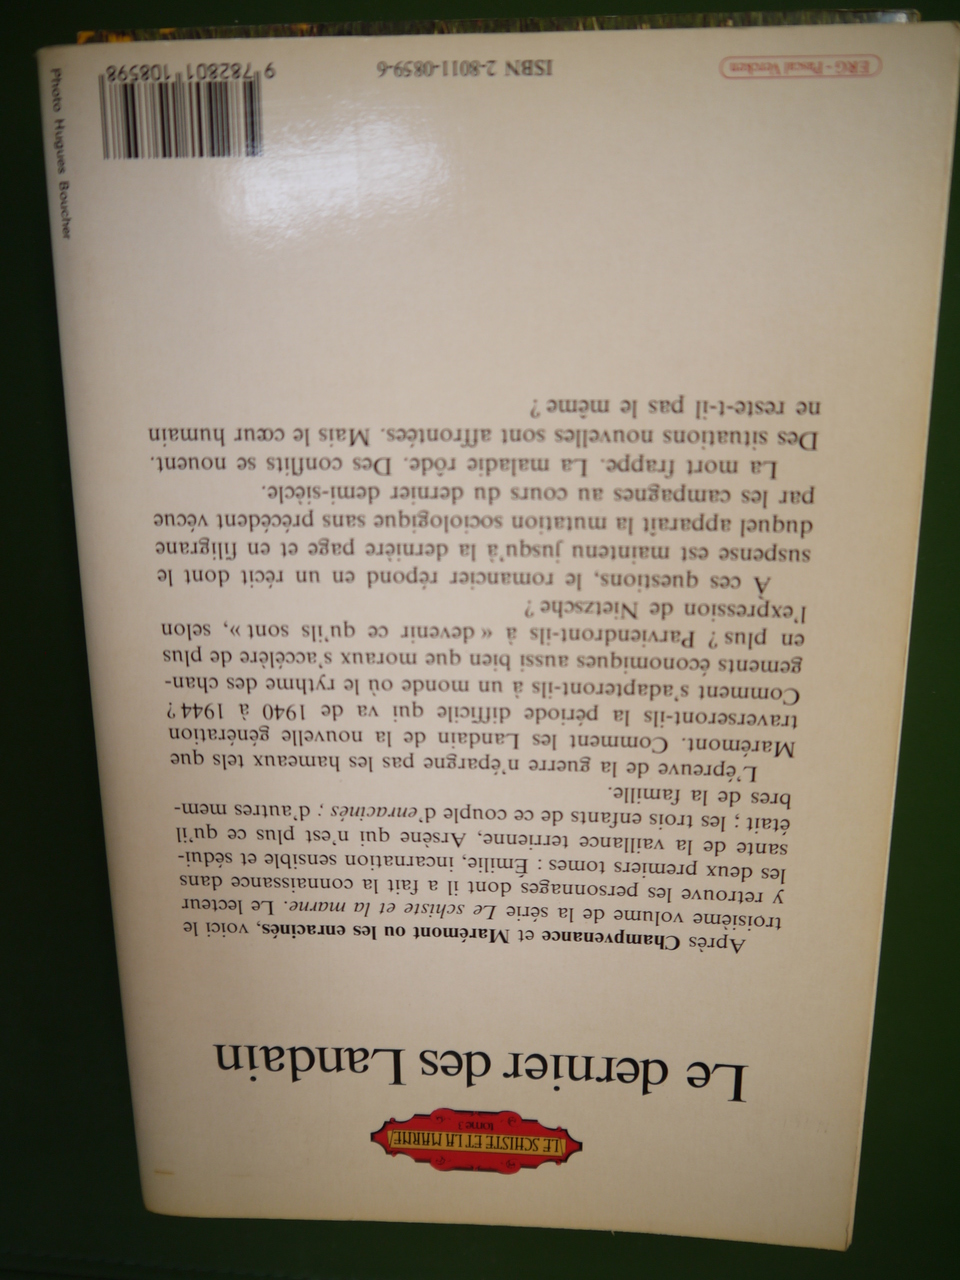 LE SCHISTE ET LA MARNE
tome 3
Le dernier des Landain
Après Champvenance et Marémont ou les enracinés, voici le
troisième volume de la série Le schiste et la marne. Le lecteur
y retrouve les personnages dont il a fait la connaissance dans
les deux premiers tomes : Émilie, incarnation sensible et sédui-
sante de la vaillance terrienne, Arsène qui n'est plus ce qu'il
était ; les trois enfants de ce couple d'enracinés ; d'autres mem-
bres de la famille.
L'épreuve de la guerre n'épargne pas les hameaux tels que
Marémont. Comment les Landain de la nouvelle génération
traverseront-ils la période difficile qui va de 1940 à 1944 ?
Comment s'adapteront-ils à un monde où le rythme des chan-
gements économiques aussi bien que moraux s'accélère de plus
en plus ? Parviendront-ils à « devenir ce qu'ils sont », selon
l'expression de Nietzsche ?
À ces questions, le romancier répond en un récit dont le
suspense est maintenu jusqu'à la dernière page et en filigrane
duquel apparaît la mutation sociologique sans précédent vécue
par les campagnes au cours du dernier demi-siècle.
La mort frappe. La maladie rôde. Des conflits se nouent.
Des situations nouvelles sont affrontées. Mais le cœur humain
ne reste-t-il pas le même ?
ERG - Pascal Vercken
ISBN 2-8011-0859-6
9 782801 108598
Photo Hugues Boucher